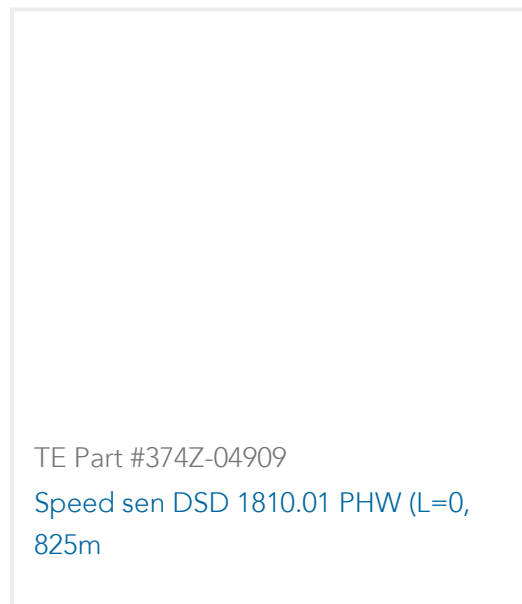 TE Part #374Z-04909
Speed sen DSD 1810.01 PHW (L=0,
825m